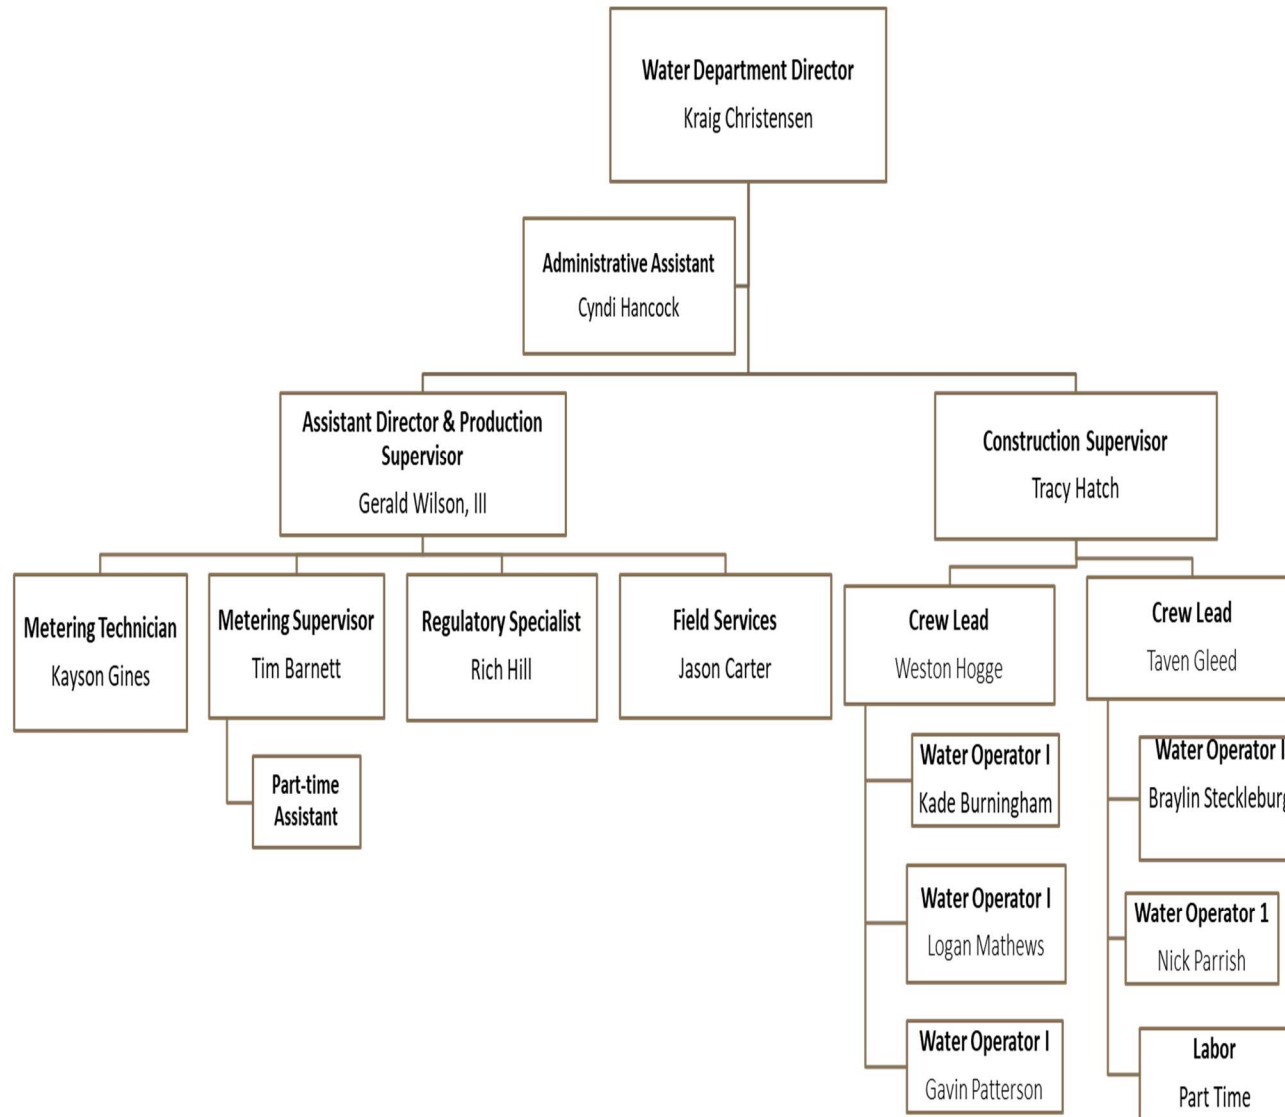 Water Department Director
Kraig Christensen
Administrative Assistant
Cyndi Hancock
Assistant Director & Production
Supervisor
Gerald Wilson, III
Construction Supervisor
Tracy Hatch
Metering Technician
Kayson Gines
Metering Supervisor
Tim Barnett
Part-time
Assistant
Regulatory Specialist
Rich Hill
Field Services
Jason Carter
Crew Lead
Weston Hogge
Water Operator I
Kade Burningham
Water Operator I
Logan Mathews
Water Operator I
Gavin Patterson
Crew Lead
Taven Gleed
Water Operator I
Braylin Steckleburg
Water Operator 1
Nick Parrish
Labor
Part Time